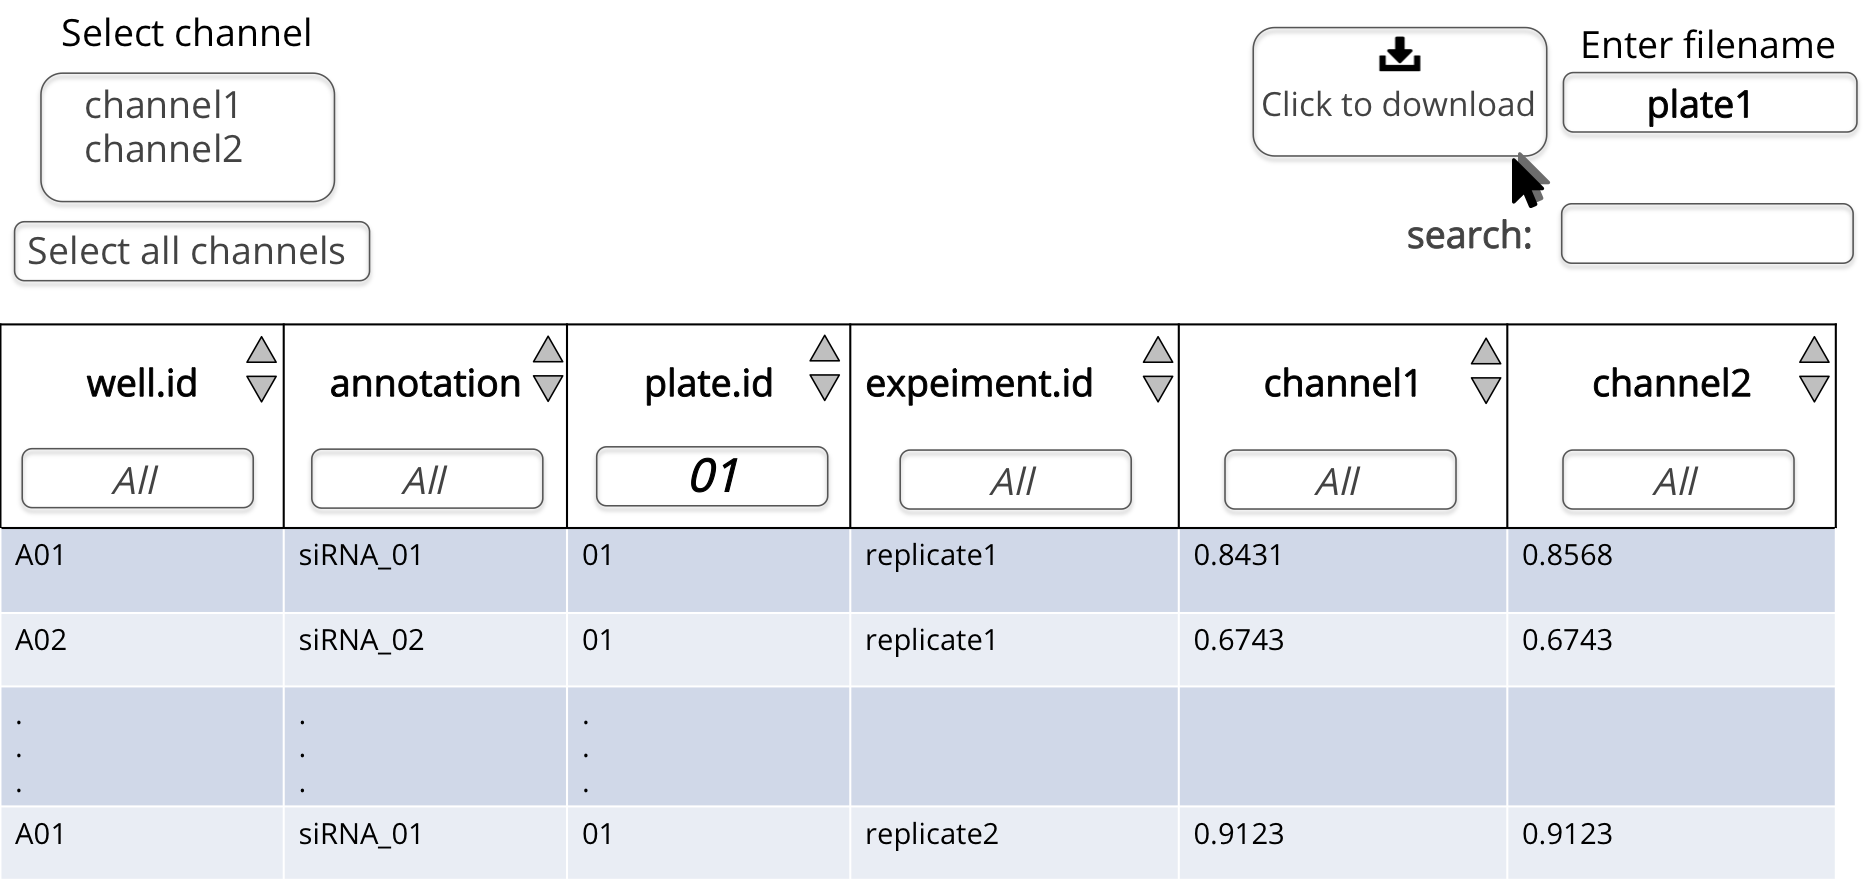 Select channel
channel1
channel2
Select all channels
Click to download
Enter filename
plate1
search:
well.id annotation plate.id expeiment.id channel1 channel2
All All 01 All All All
A01 siRNA_01 01 replicate1 0.8431 0.8568
A02 siRNA_02 01 replicate1 0.6743 0.6743
. . .
. . .
. . .
A01 siRNA_01 01 replicate2 0.9123 0.9123